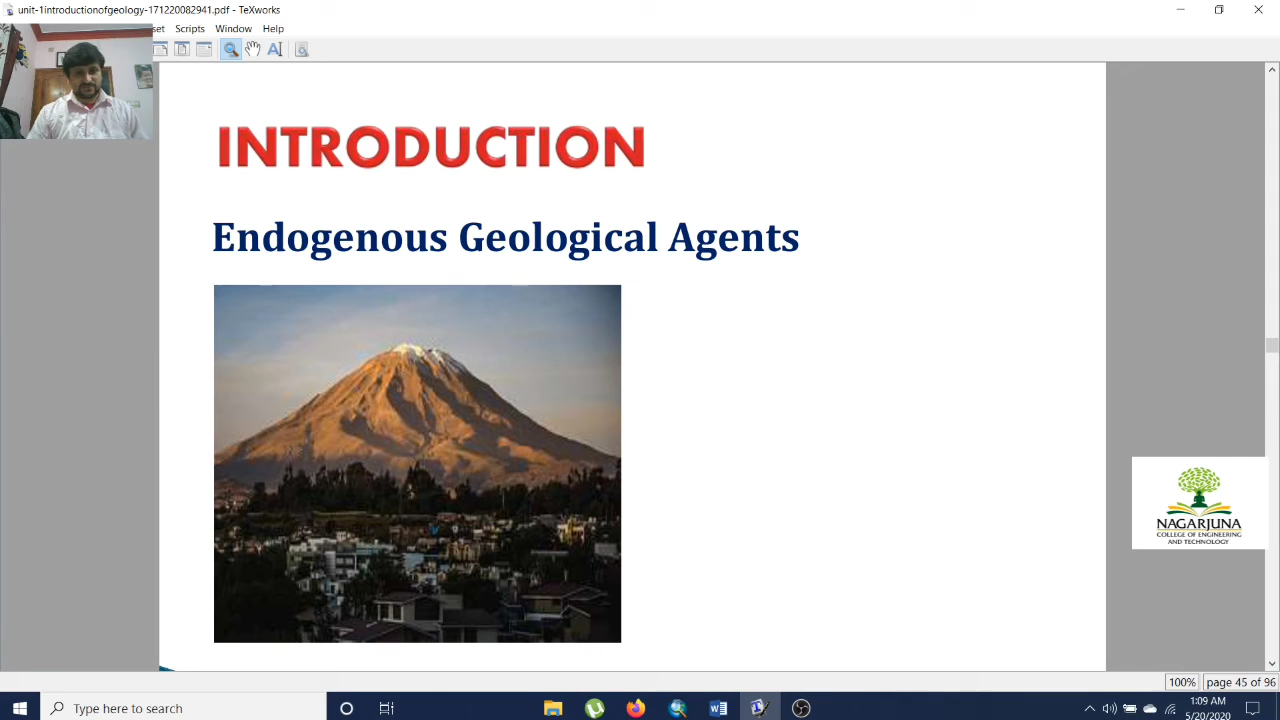 unit-1introductionofgeology-171220082941.pdf - TeXworks
set Scripts Window Help
INTRODUCTION
Endogenous Geological Agents
NAGARJUNA
COLLEGE OF ENGINEERING
AND TECHNOLOGY
100% page 45 of 96
Type here to search
1:09 AM
5/20/2020